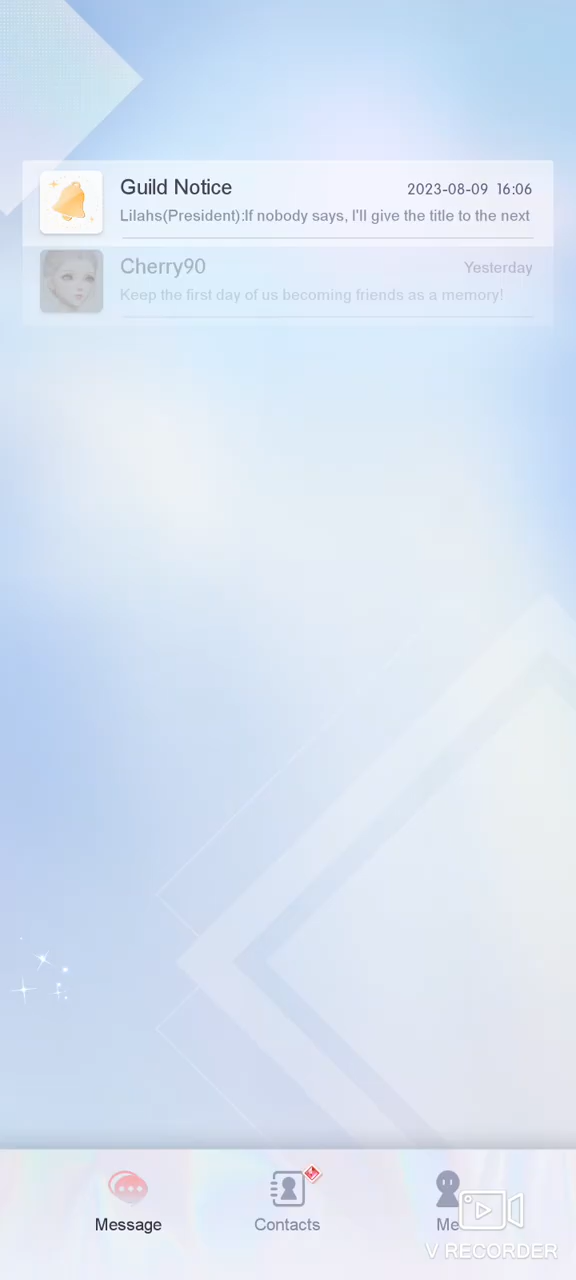 Guild Notice 2023-08-09 16:06
Lilahs(President):If nobody says, I'll give the title to the next
Cherry90 Yesterday
Keep the first day of us becoming friends as a memory!
Message Contacts Me
V RECORDER